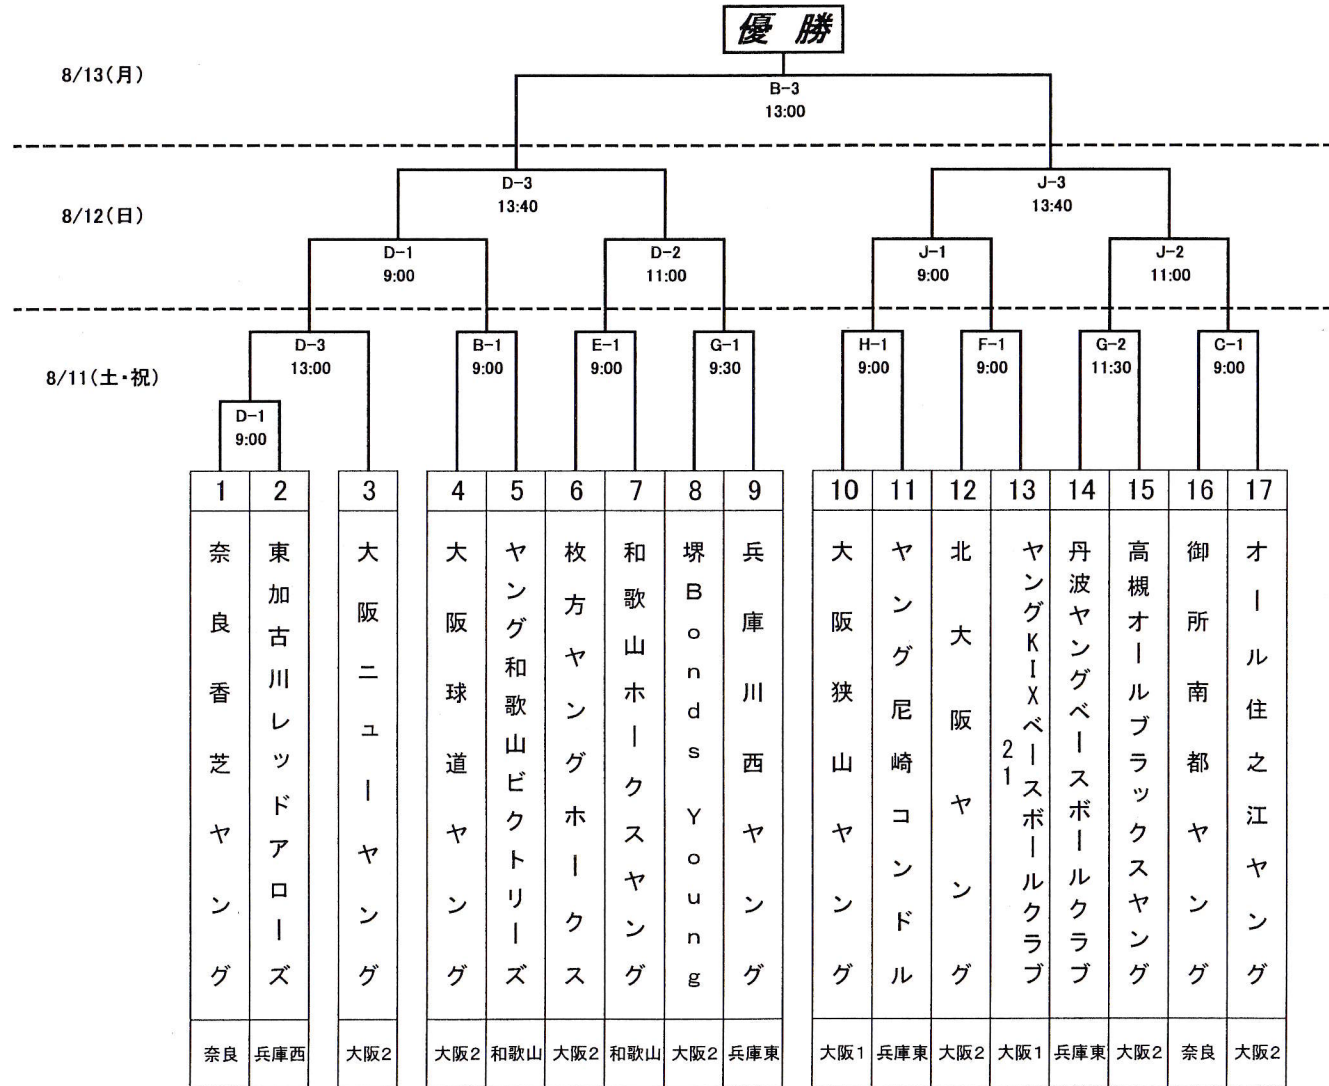 優 勝
8/13(月)
B-3
13:00
D-3
13:40
J-3
13:40
8/12(日)
D-1
9:00
D-2
11:00
J-1
9:00
J-2
11:00
8/11(土・祝)
D-3
13:00
B-1
9:00
E-1
9:00
G-1
9:30
H-1
9:00
F-1
9:00
G-2
11:30
C-1
9:00
D-1
9:00
1
2
3
4
5
6
7
8
9
10
11
12
13
14
15
16
17
奈良香芝ヤング
東加古川レッドアローズ
大阪ニューヤング
大阪球道ヤング
ヤング和歌山ビクトリーズ
枚方ヤングホークス
和歌山ホークスヤング
堺Bonds Young
兵庫川西ヤング
大阪狭山ヤング
ヤング尼崎コンドル
北大阪ヤング
ヤングKIXベースボールクラブ
21
丹波ヤングベースボールクラブ
高槻オールブラックスヤング
御所南都ヤング
オール住之江ヤング
奈良
兵庫西
大阪2
大阪2
和歌山
大阪2
和歌山
大阪2
兵庫東
大阪1
兵庫東
大阪2
大阪1
兵庫東
大阪2
奈良
大阪2